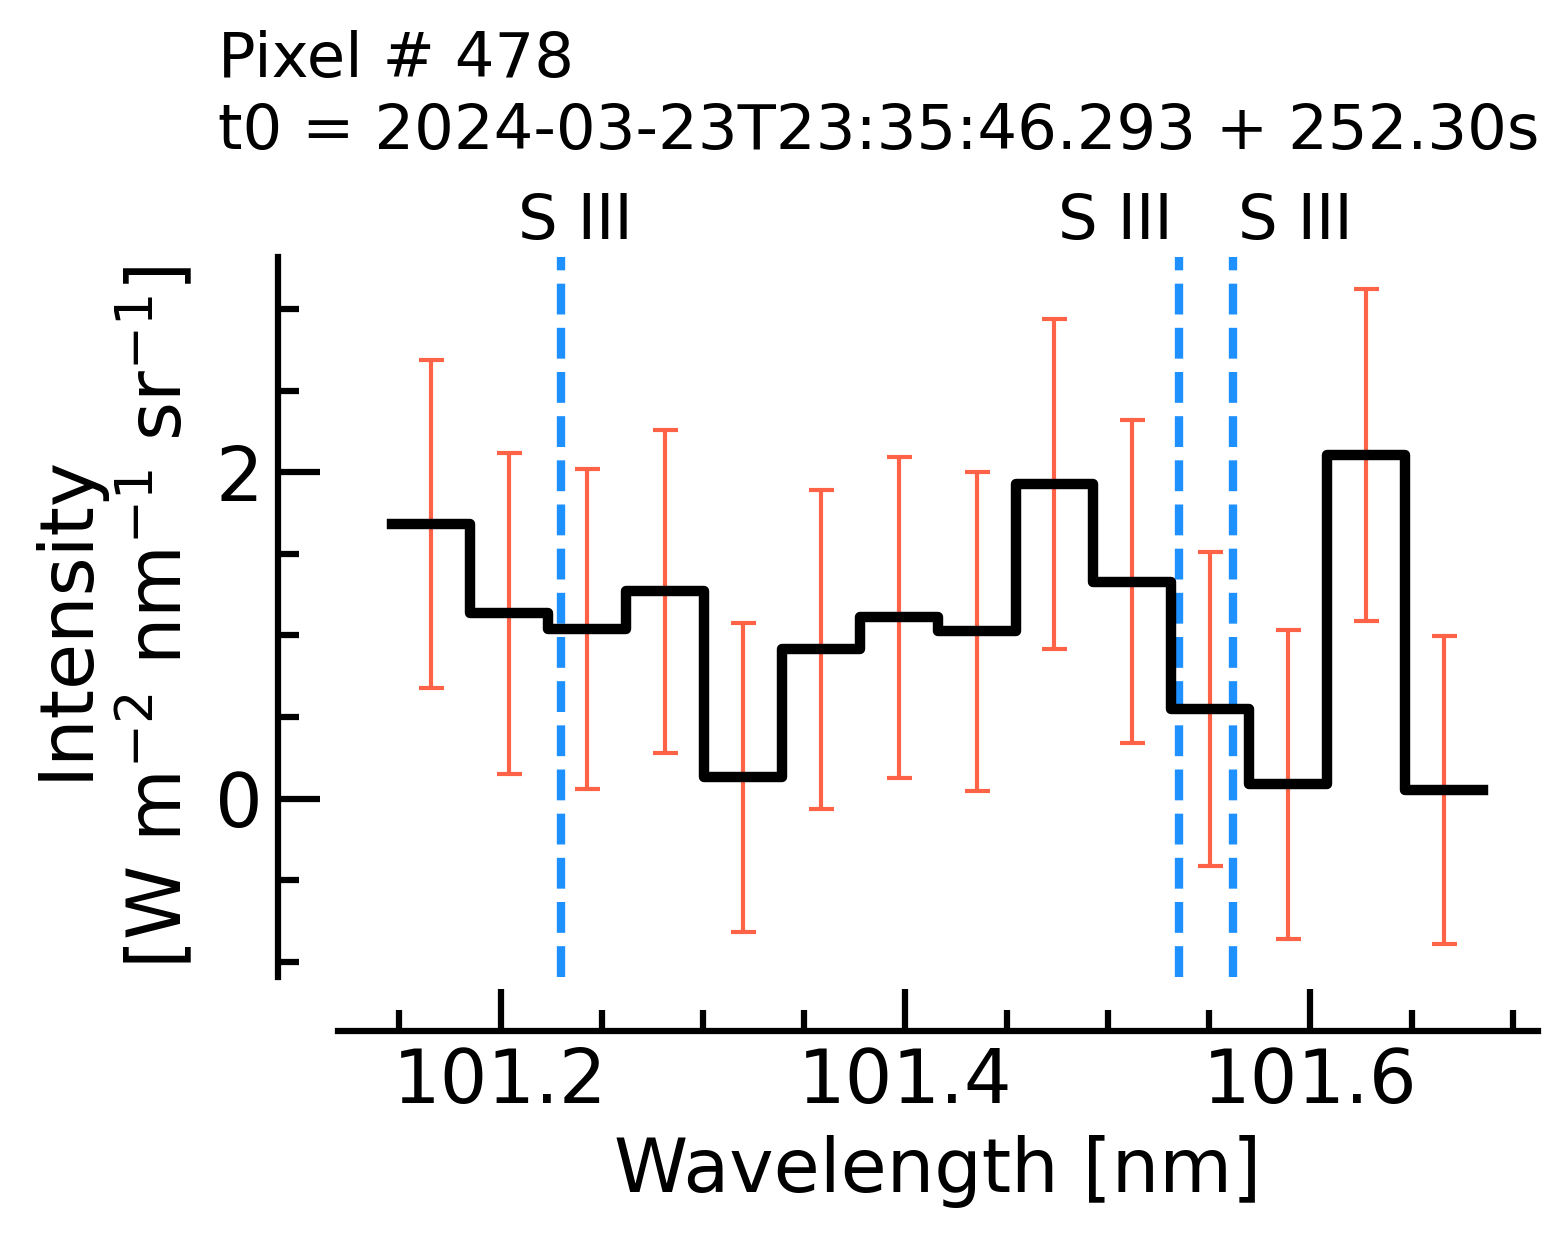 Pixel # 478
t0 = 2024-03-23T23:35:46.293 + 252.30s
S III S III S III
Intensity
[W m⁻² nm⁻¹ sr⁻¹]
2
0
101.2 101.4 101.6
Wavelength [nm]